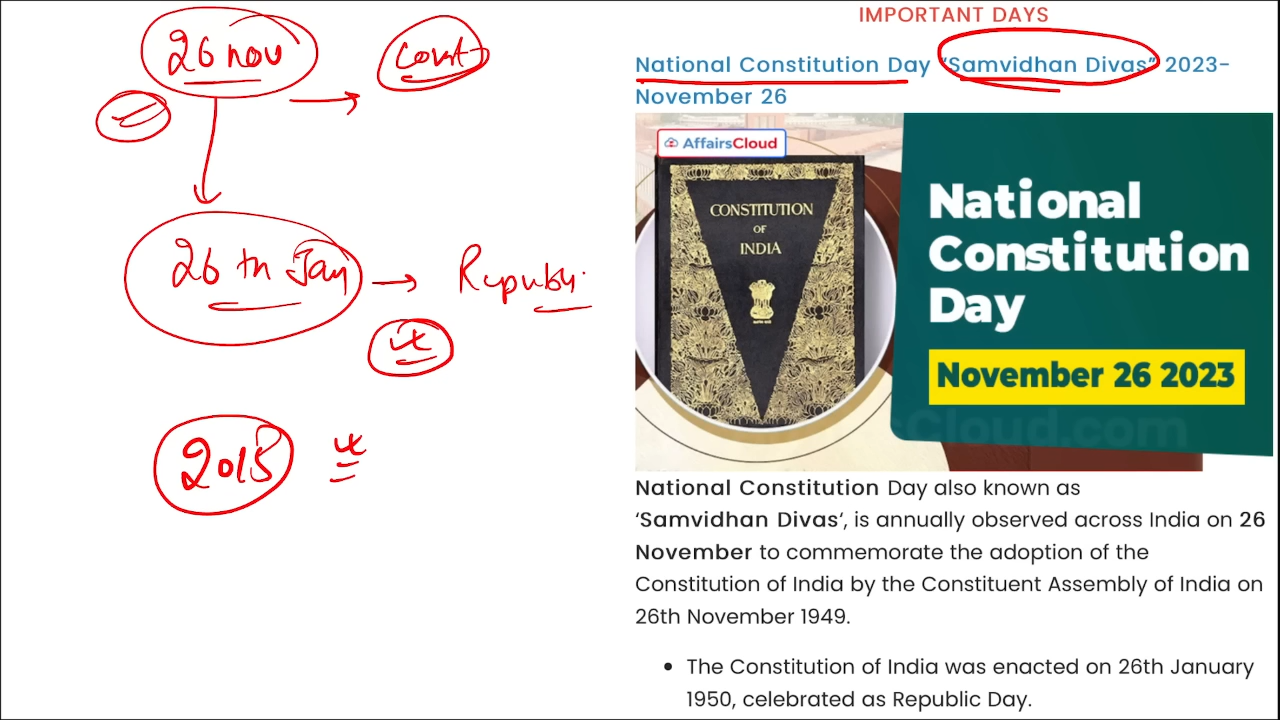 26 nov
Const
26 th Jan → Republi
2015
IMPORTANT DAYS
National Constitution Day “Samvidhan Divas” 2023-
November 26
AffairsCloud
CONSTITUTION
OF
INDIA
National
Constitution
Day
November 26 2023
sCloud.com
National Constitution Day also known as
‘Samvidhan Divas‘, is annually observed across India on 26
November to commemorate the adoption of the
Constitution of India by the Constituent Assembly of India on
26th November 1949.
The Constitution of India was enacted on 26th January
1950, celebrated as Republic Day.